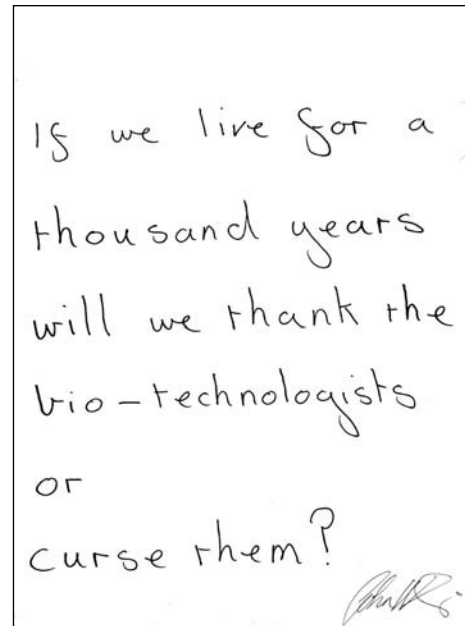 If we live for a
thousand years
will we thank the
bio-technologists
or
curse them?